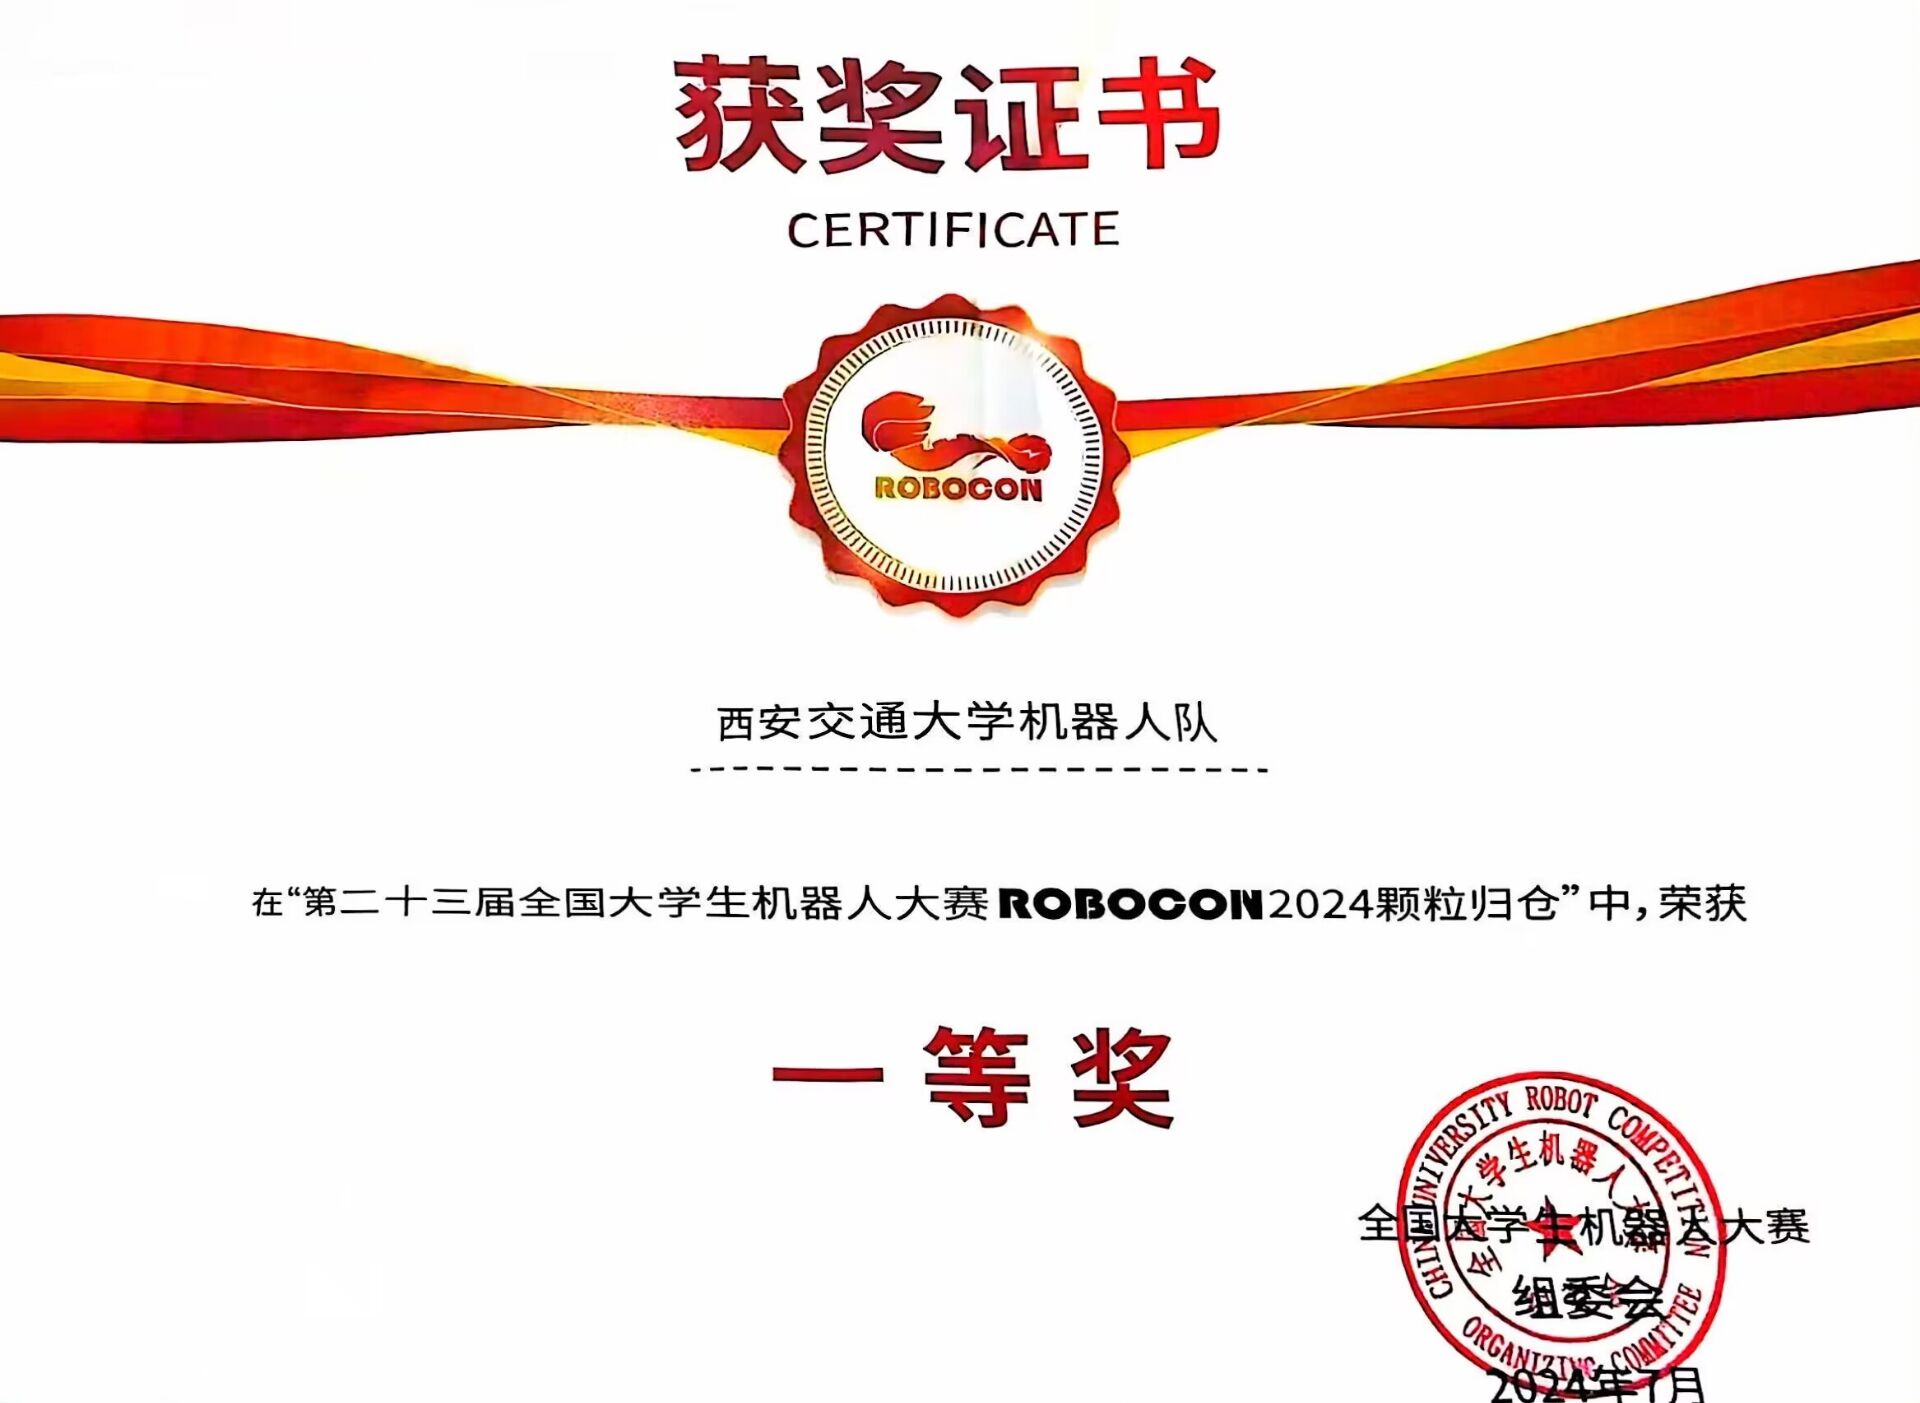 获奖证书
CERTIFICATE
ROBOCON
西安交通大学机器人队
在“第二十三届全国大学生机器人大赛ROBOCON2024颗粒归仓”中，荣获
一等奖
CHINA UNIVERSITY ROBOT COMPETITION
全国大学生机器人大赛
全国大学生机器人大赛
组委会
ORGANIZING COMMITTEE
2024年7月